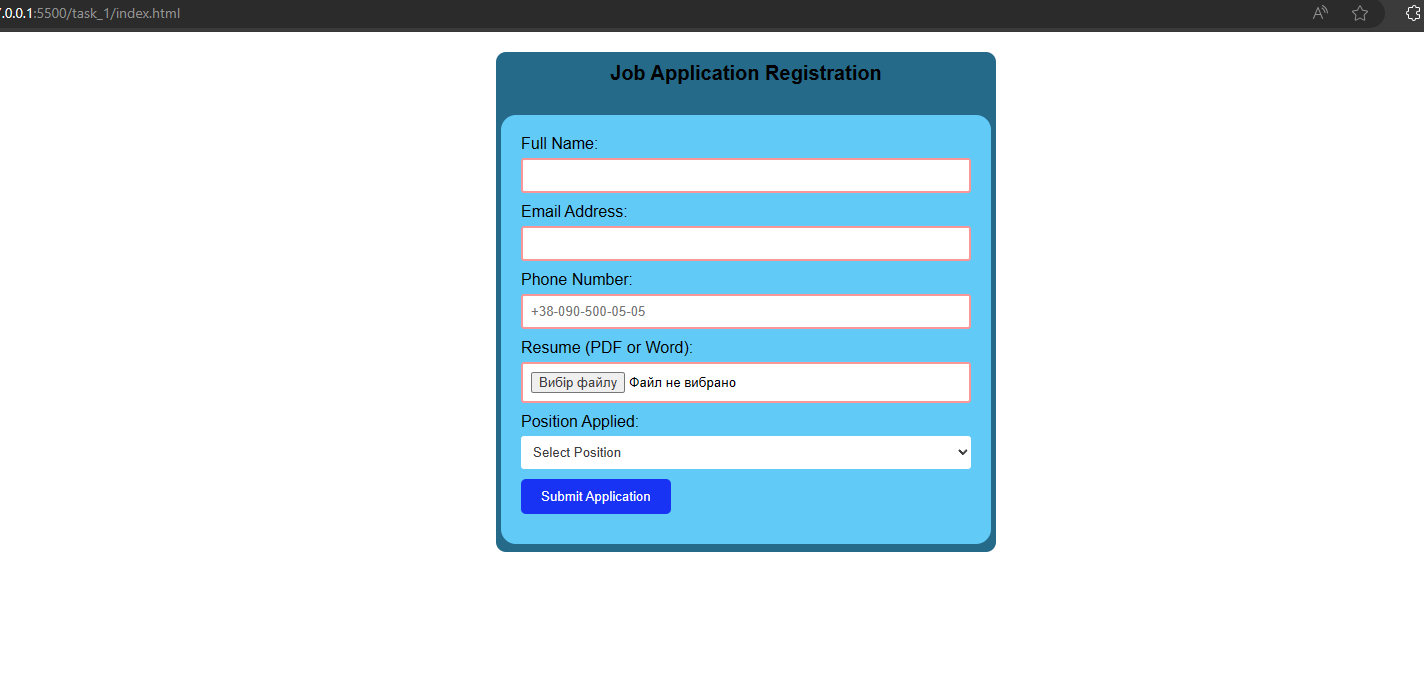 7.0.0.1:5500/task_1/index.html
Job Application Registration
Full Name:
Email Address:
Phone Number:
+38-090-500-05-05
Resume (PDF or Word):
Вибір файлу Файл не вибрано
Position Applied:
Select Position
Submit Application